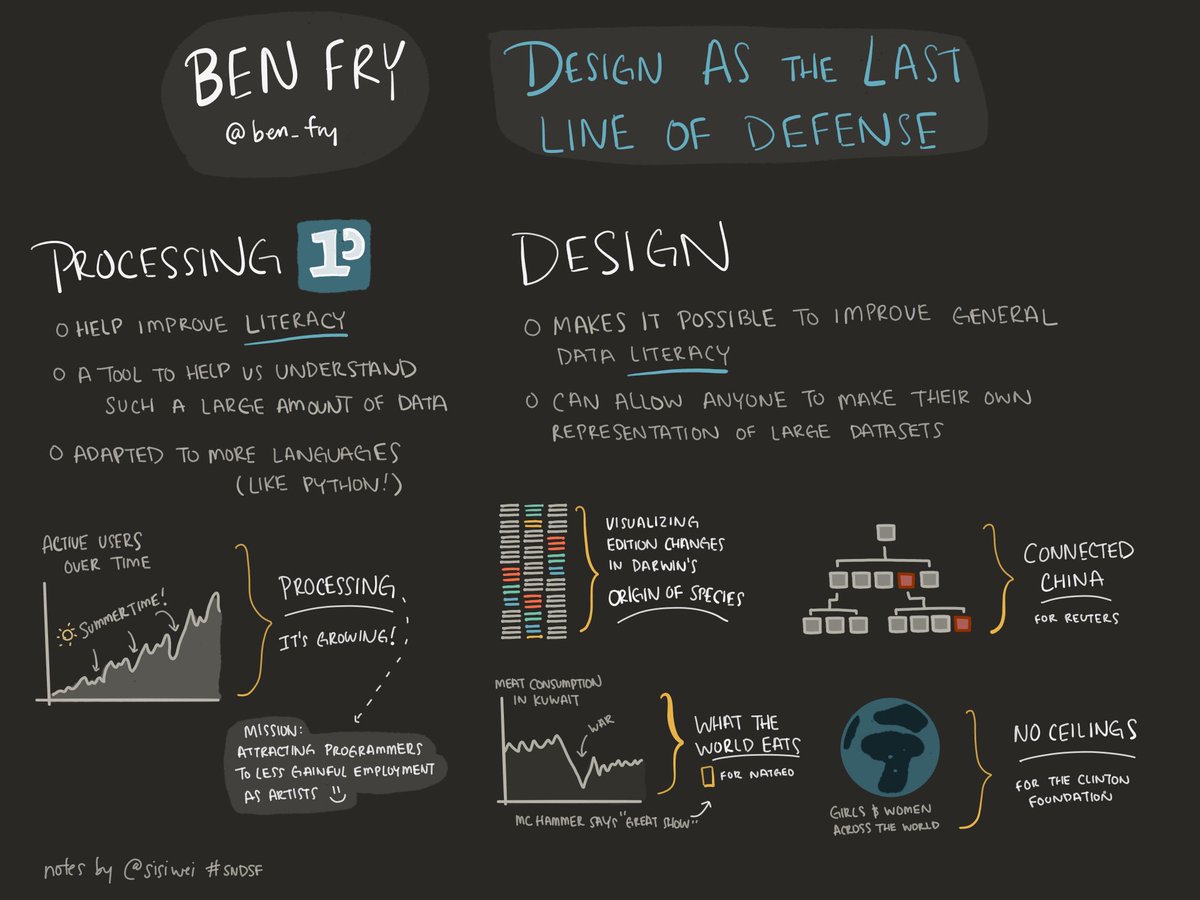 BEN FRY
@ben_fry
DESIGN AS THE LAST
LINE OF DEFENSE
PROCESSING
HELP IMPROVE LITERACY
A TOOL TO HELP US UNDERSTAND
SUCH A LARGE AMOUNT OF DATA
ADAPTED TO MORE LANGUAGES
(LIKE PYTHON!)
ACTIVE USERS
OVER TIME
SUMMERTIME!
PROCESSING
IT'S GROWING!
MISSION:
ATTRACTING PROGRAMMERS
TO LESS GAINFUL EMPLOYMENT
AS ARTISTS
DESIGN
MAKES IT POSSIBLE TO IMPROVE GENERAL
DATA LITERACY
CAN ALLOW ANYONE TO MAKE THEIR OWN
REPRESENTATION OF LARGE DATASETS
VISUALIZING
EDITION CHANGES
IN DARWIN'S
ORIGIN OF SPECIES
CONNECTED
CHINA
FOR REUTERS
MEAT CONSUMPTION
IN KUWAIT
WAR
WHAT THE
WORLD EATS
FOR NATGEO
MC HAMMER SAYS "GREAT SHOW"
GIRLS & WOMEN
ACROSS THE WORLD
NO CEILINGS
FOR THE CLINTON
FOUNDATION
notes by @sisiwei #SNDSF